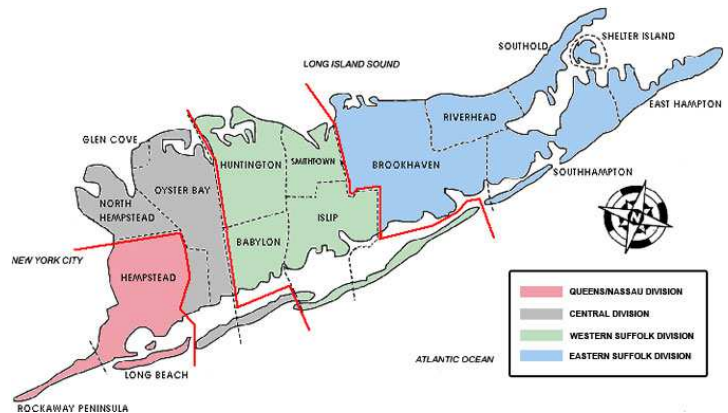 SOUTHOLD
SHELTER ISLAND
LONG ISLAND SOUND
EAST HAMPTON
RIVERHEAD
GLEN COVE
HUNTINGTON
SMITHTOWN
BROOKHAVEN
SOUTHHAMPTON
OYSTER BAY
NORTH
HEMPSTEAD
ISLIP
BABYLON
NEW YORK CITY
HEMPSTEAD
QUEENS/NASSAU DIVISION
CENTRAL DIVISION
WESTERN SUFFOLK DIVISION
EASTERN SUFFOLK DIVISION
ATLANTIC OCEAN
LONG BEACH
ROCKAWAY PENINSULA